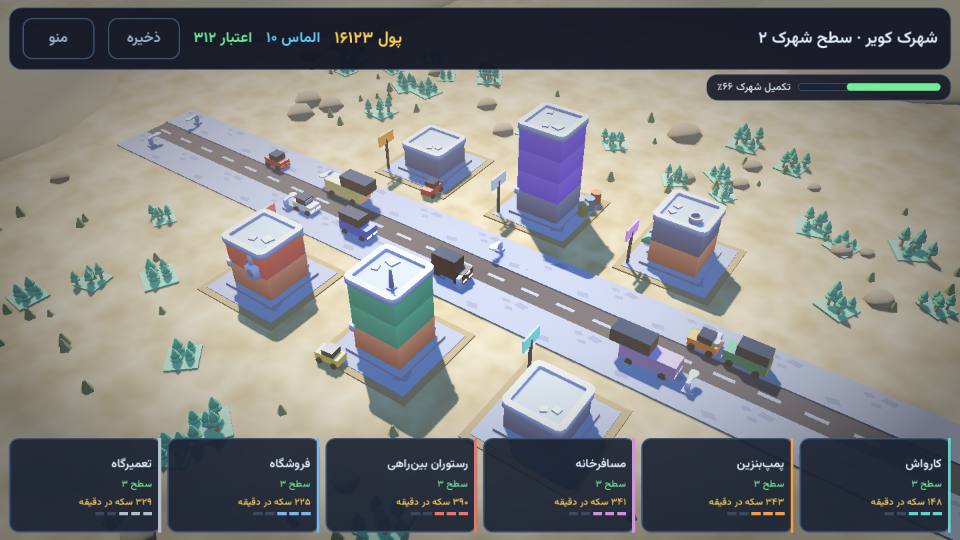 شهرک کویر · سطح شهرک ۲
پول ۱۶۱۲۳
الماس ۱۰
اعتبار ۳۱۲
ذخیره
منو
تکمیل شهرک ۶۶٪
کارواش
سطح ۳
۱۴۸ سکه در دقیقه
پمپ‌بنزین
سطح ۳
۳۴۳ سکه در دقیقه
مسافرخانه
سطح ۳
۳۴۱ سکه در دقیقه
رستوران بین‌راهی
سطح ۳
۳۹۰ سکه در دقیقه
فروشگاه
سطح ۳
۲۲۵ سکه در دقیقه
تعمیرگاه
سطح ۳
۳۲۹ سکه در دقیقه